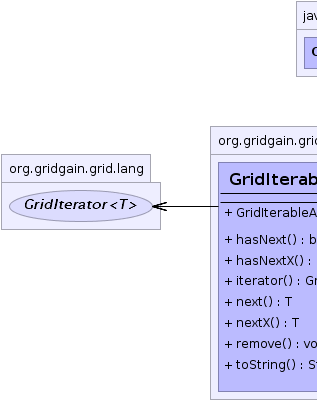 jav
org.gridgain.grid.lang
GridIterator<T>
org.gridgain.grid
GridIterab
+ GridIterableA
+ hasNext() : b
+ hasNextX() :
+ iterator() : Gr
+ next() : T
+ nextX() : T
+ remove() : vo
+ toString() : St